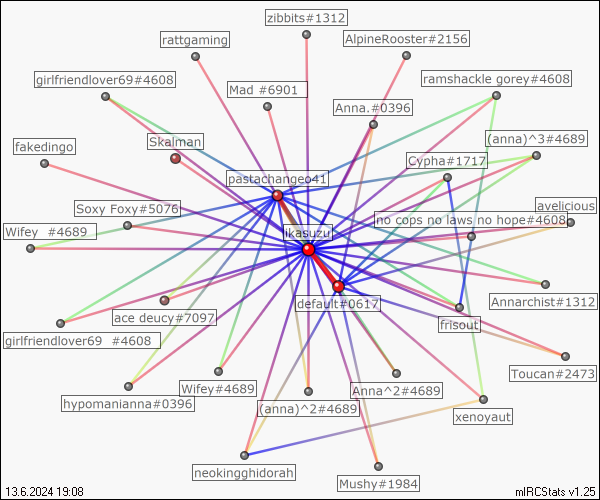 zibbits#1312
rattgaming
AlpineRooster#2156
girlfriendlover69#4608
ramshackle gorey#4608
Mad #6901
Anna.#0396
Skalman
(anna)^3#4689
fakedingo
Cypha#1717
pastachangeo41
Soxy Foxy#5076
avelicious
no cops no laws no hope#4608
Wifey  #4689
likasuzu
Annarchist#1312
default#0617
ace deucy#7097
frisout
girlfriendlover69  #4608
Toucan#2473
Wifey#4689
Anna^2#4689
hypomanianna#0396
(anna)^2#4689
xenoyaut
neokingghidorah
Mushy#1984
13.6.2024 19:08
mIRCStats v1.25